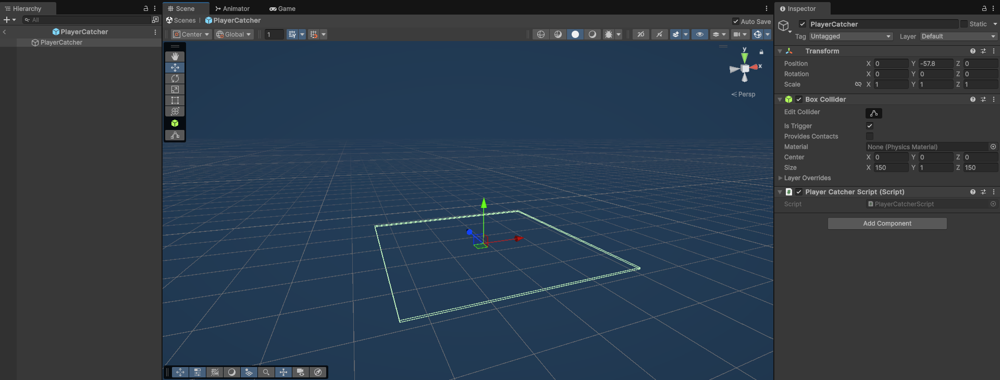 Hierarchy
All
PlayerCatcher
PlayerCatcher
Scene
Animator
Game
Scenes
PlayerCatcher
Auto Save
Center
Global
1
2D
y
x
Persp
Inspector
PlayerCatcher
Static
Tag
Untagged
Layer
Default
Transform
Position X 0 Y -57.8 Z 0
Rotation X 0 Y 0 Z 0
Scale X 1 Y 1 Z 1
Box Collider
Edit Collider
Is Trigger
Provides Contacts
Material None (Physics Material)
Center X 0 Y 0 Z 0
Size X 150 Y 1 Z 150
Layer Overrides
# Player Catcher Script (Script)
Script PlayerCatcherScript
Add Component